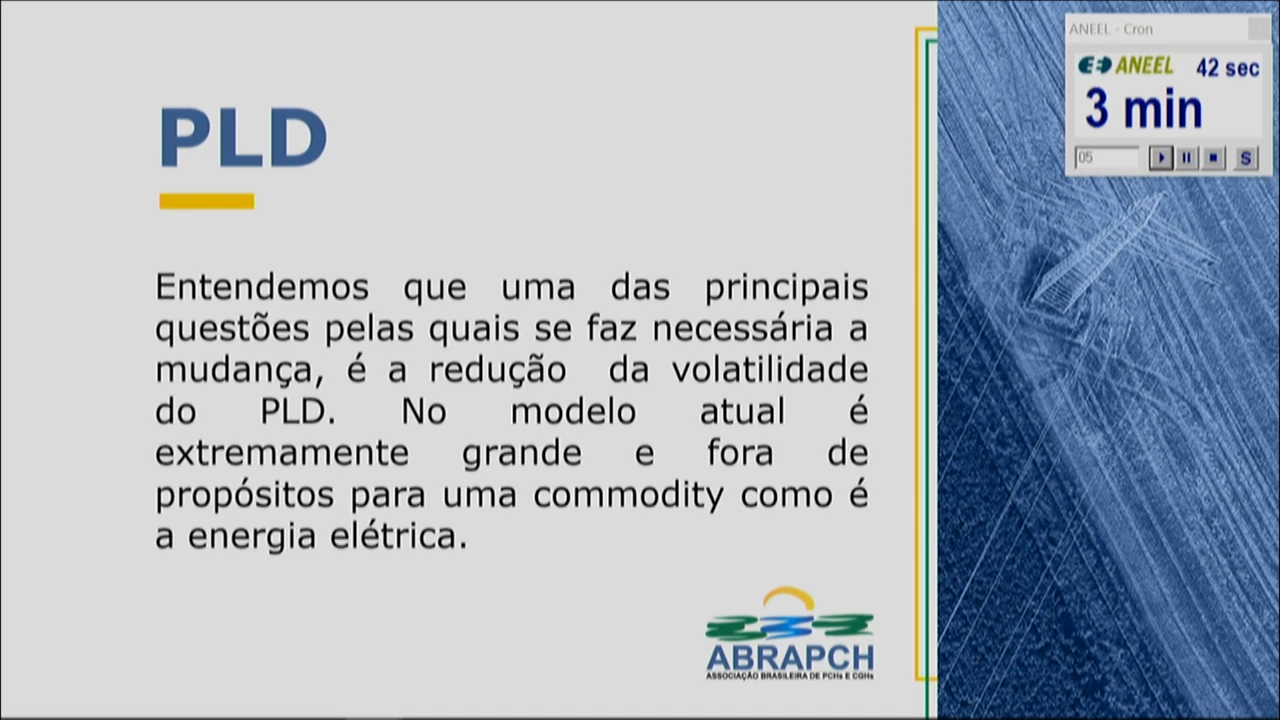 PLD
Entendemos que uma das principais
questões pelas quais se faz necessária a
mudança, é a redução da volatilidade
do PLD. No modelo atual é
extremamente grande e fora de
propósitos para uma commodity como é
a energia elétrica.
ABRAPCH
ASSOCIAÇÃO BRASILEIRA DE PCHs E CGHs
ANEEL - Cron
ANEEL 42 sec
3 min
05
S